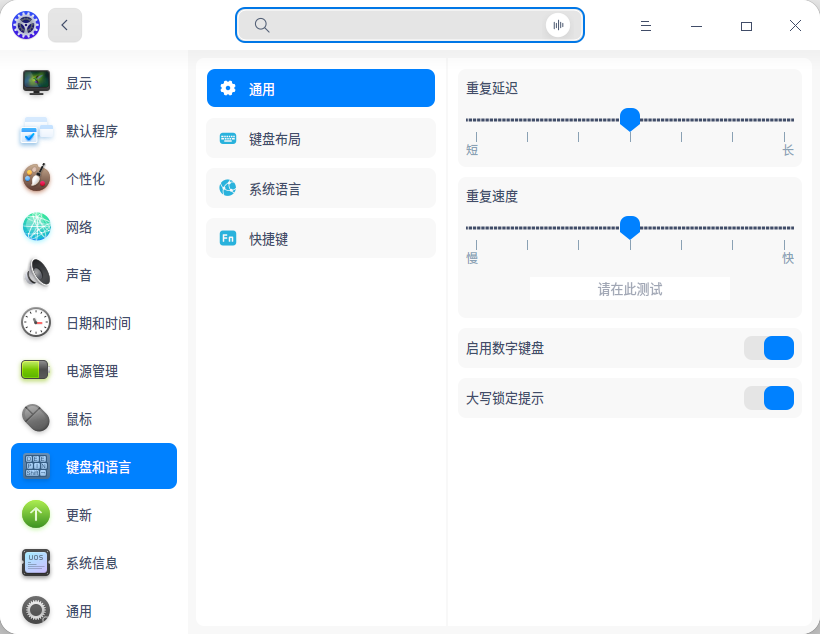 显示
默认程序
个性化
网络
声音
日期和时间
电源管理
鼠标
键盘和语言
更新
UOS
系统信息
通用
通用
键盘布局
系统语言
Fn
快捷键
重复延迟
短
长
重复速度
慢
快
请在此测试
启用数字键盘
大写锁定提示